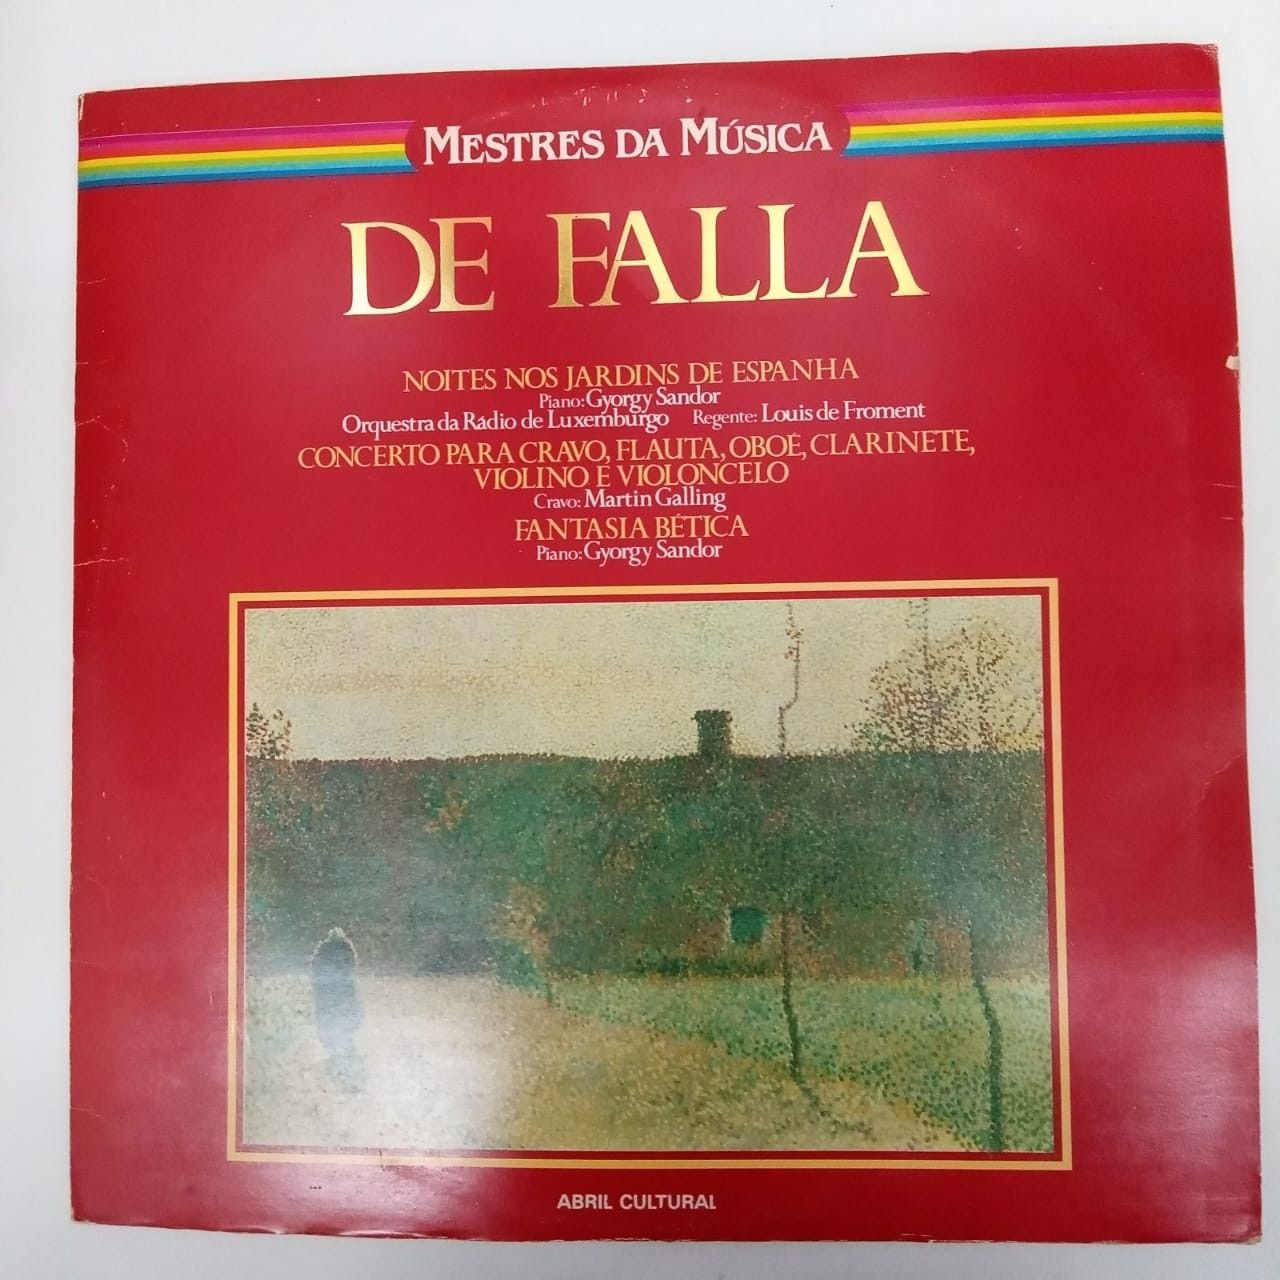 MESTRES DA MÚSICA
DE FALLA
NOITES NOS JARDINS DE ESPANHA
Piano: Gyorgy Sandor
Orquestra da Rádio de Luxemburgo Regente: Louis de Froment
CONCERTO PARA CRAVO, FLAUTA, OBOÉ, CLARINETE,
VIOLINO E VIOLONCELO
Cravo: Martin Galling
FANTASIA BÉTICA
Piano: Gyorgy Sandor
ABRIL CULTURAL